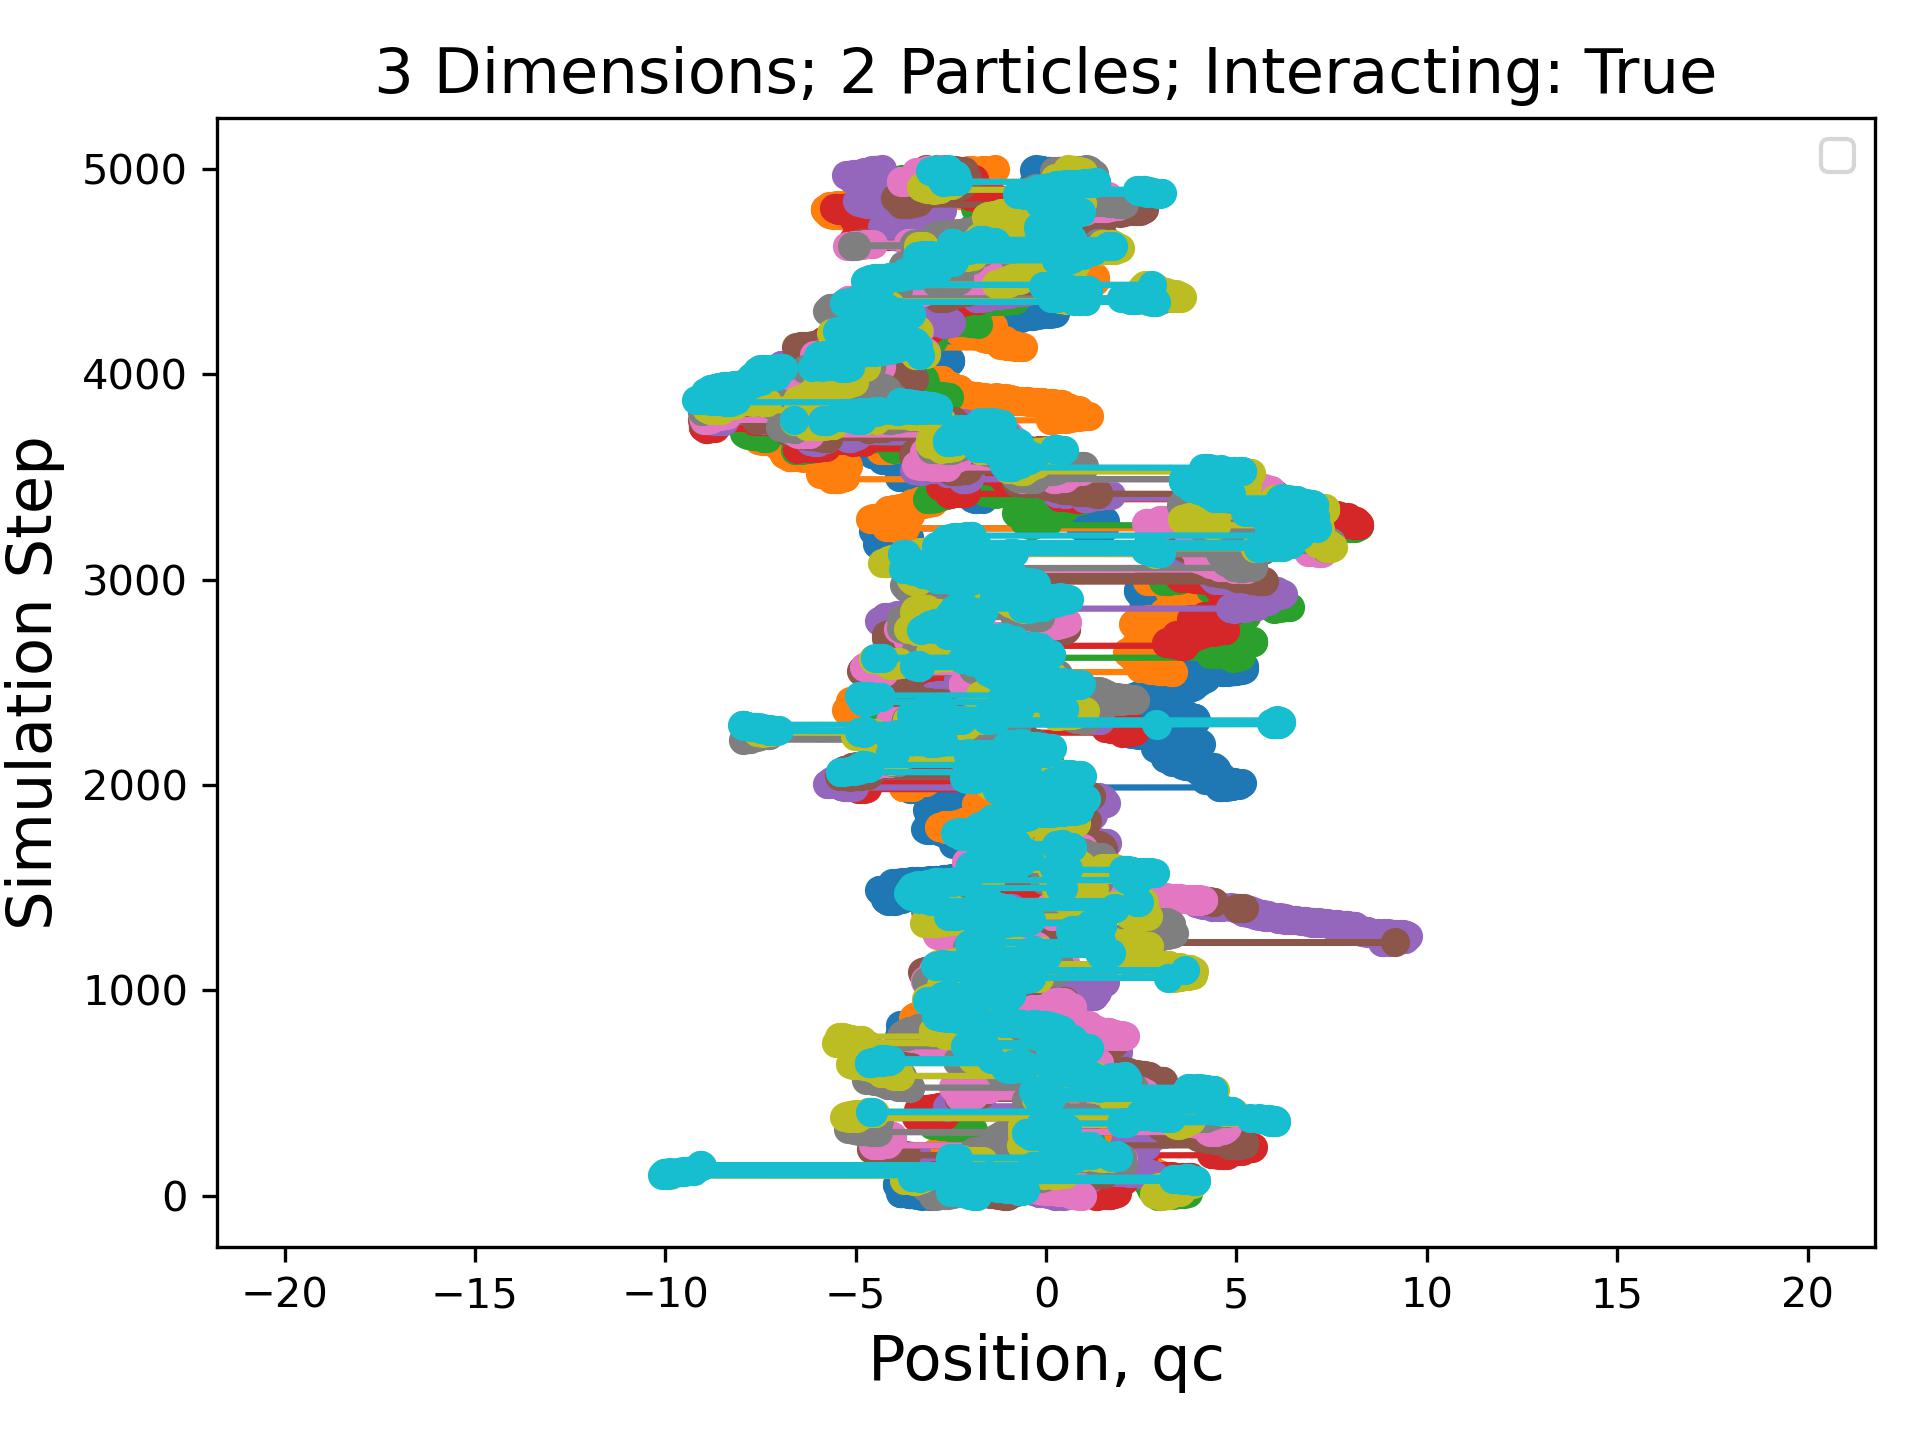 3 Dimensions; 2 Particles; Interacting: True
Simulation Step
5000
4000
3000
2000
1000
0
−20 −15 −10 −5 0 5 10 15 20
Position, qc